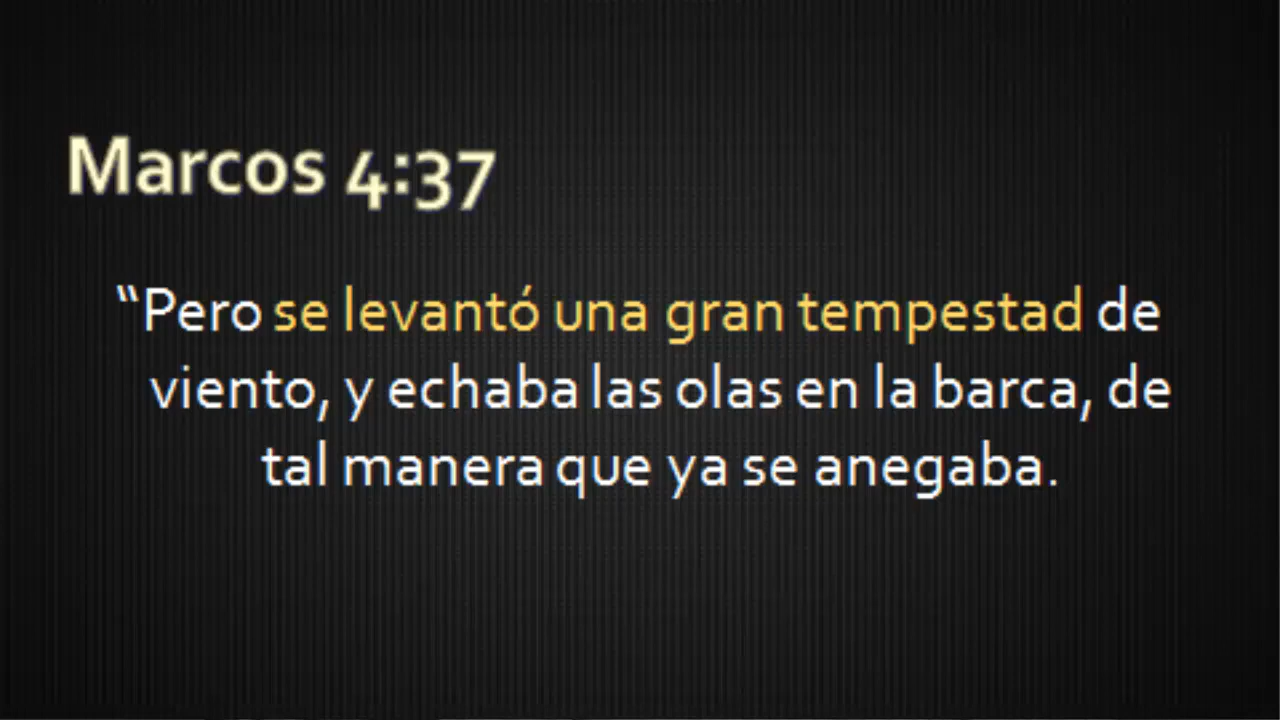 Marcos 4:37
“Pero se levantó una gran tempestad de
viento, y echaba las olas en la barca, de
tal manera que ya se anegaba.